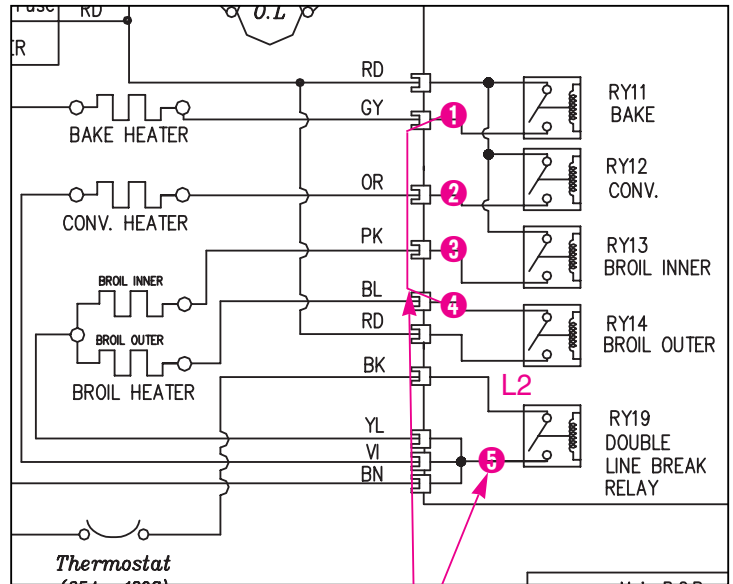 Fuse
RD
O.L
ER
RD
GY
BAKE HEATER
1
RY11
BAKE
OR
CONV. HEATER
2
RY12
CONV.
PK
3
RY13
BROIL INNER
BROIL INNER
BL
4
RD
RY14
BROIL OUTER
BROIL OUTER
BROIL HEATER
BK
L2
RY19
DOUBLE
LINE BREAK
RELAY
YL
VI
BN
5
Thermostat